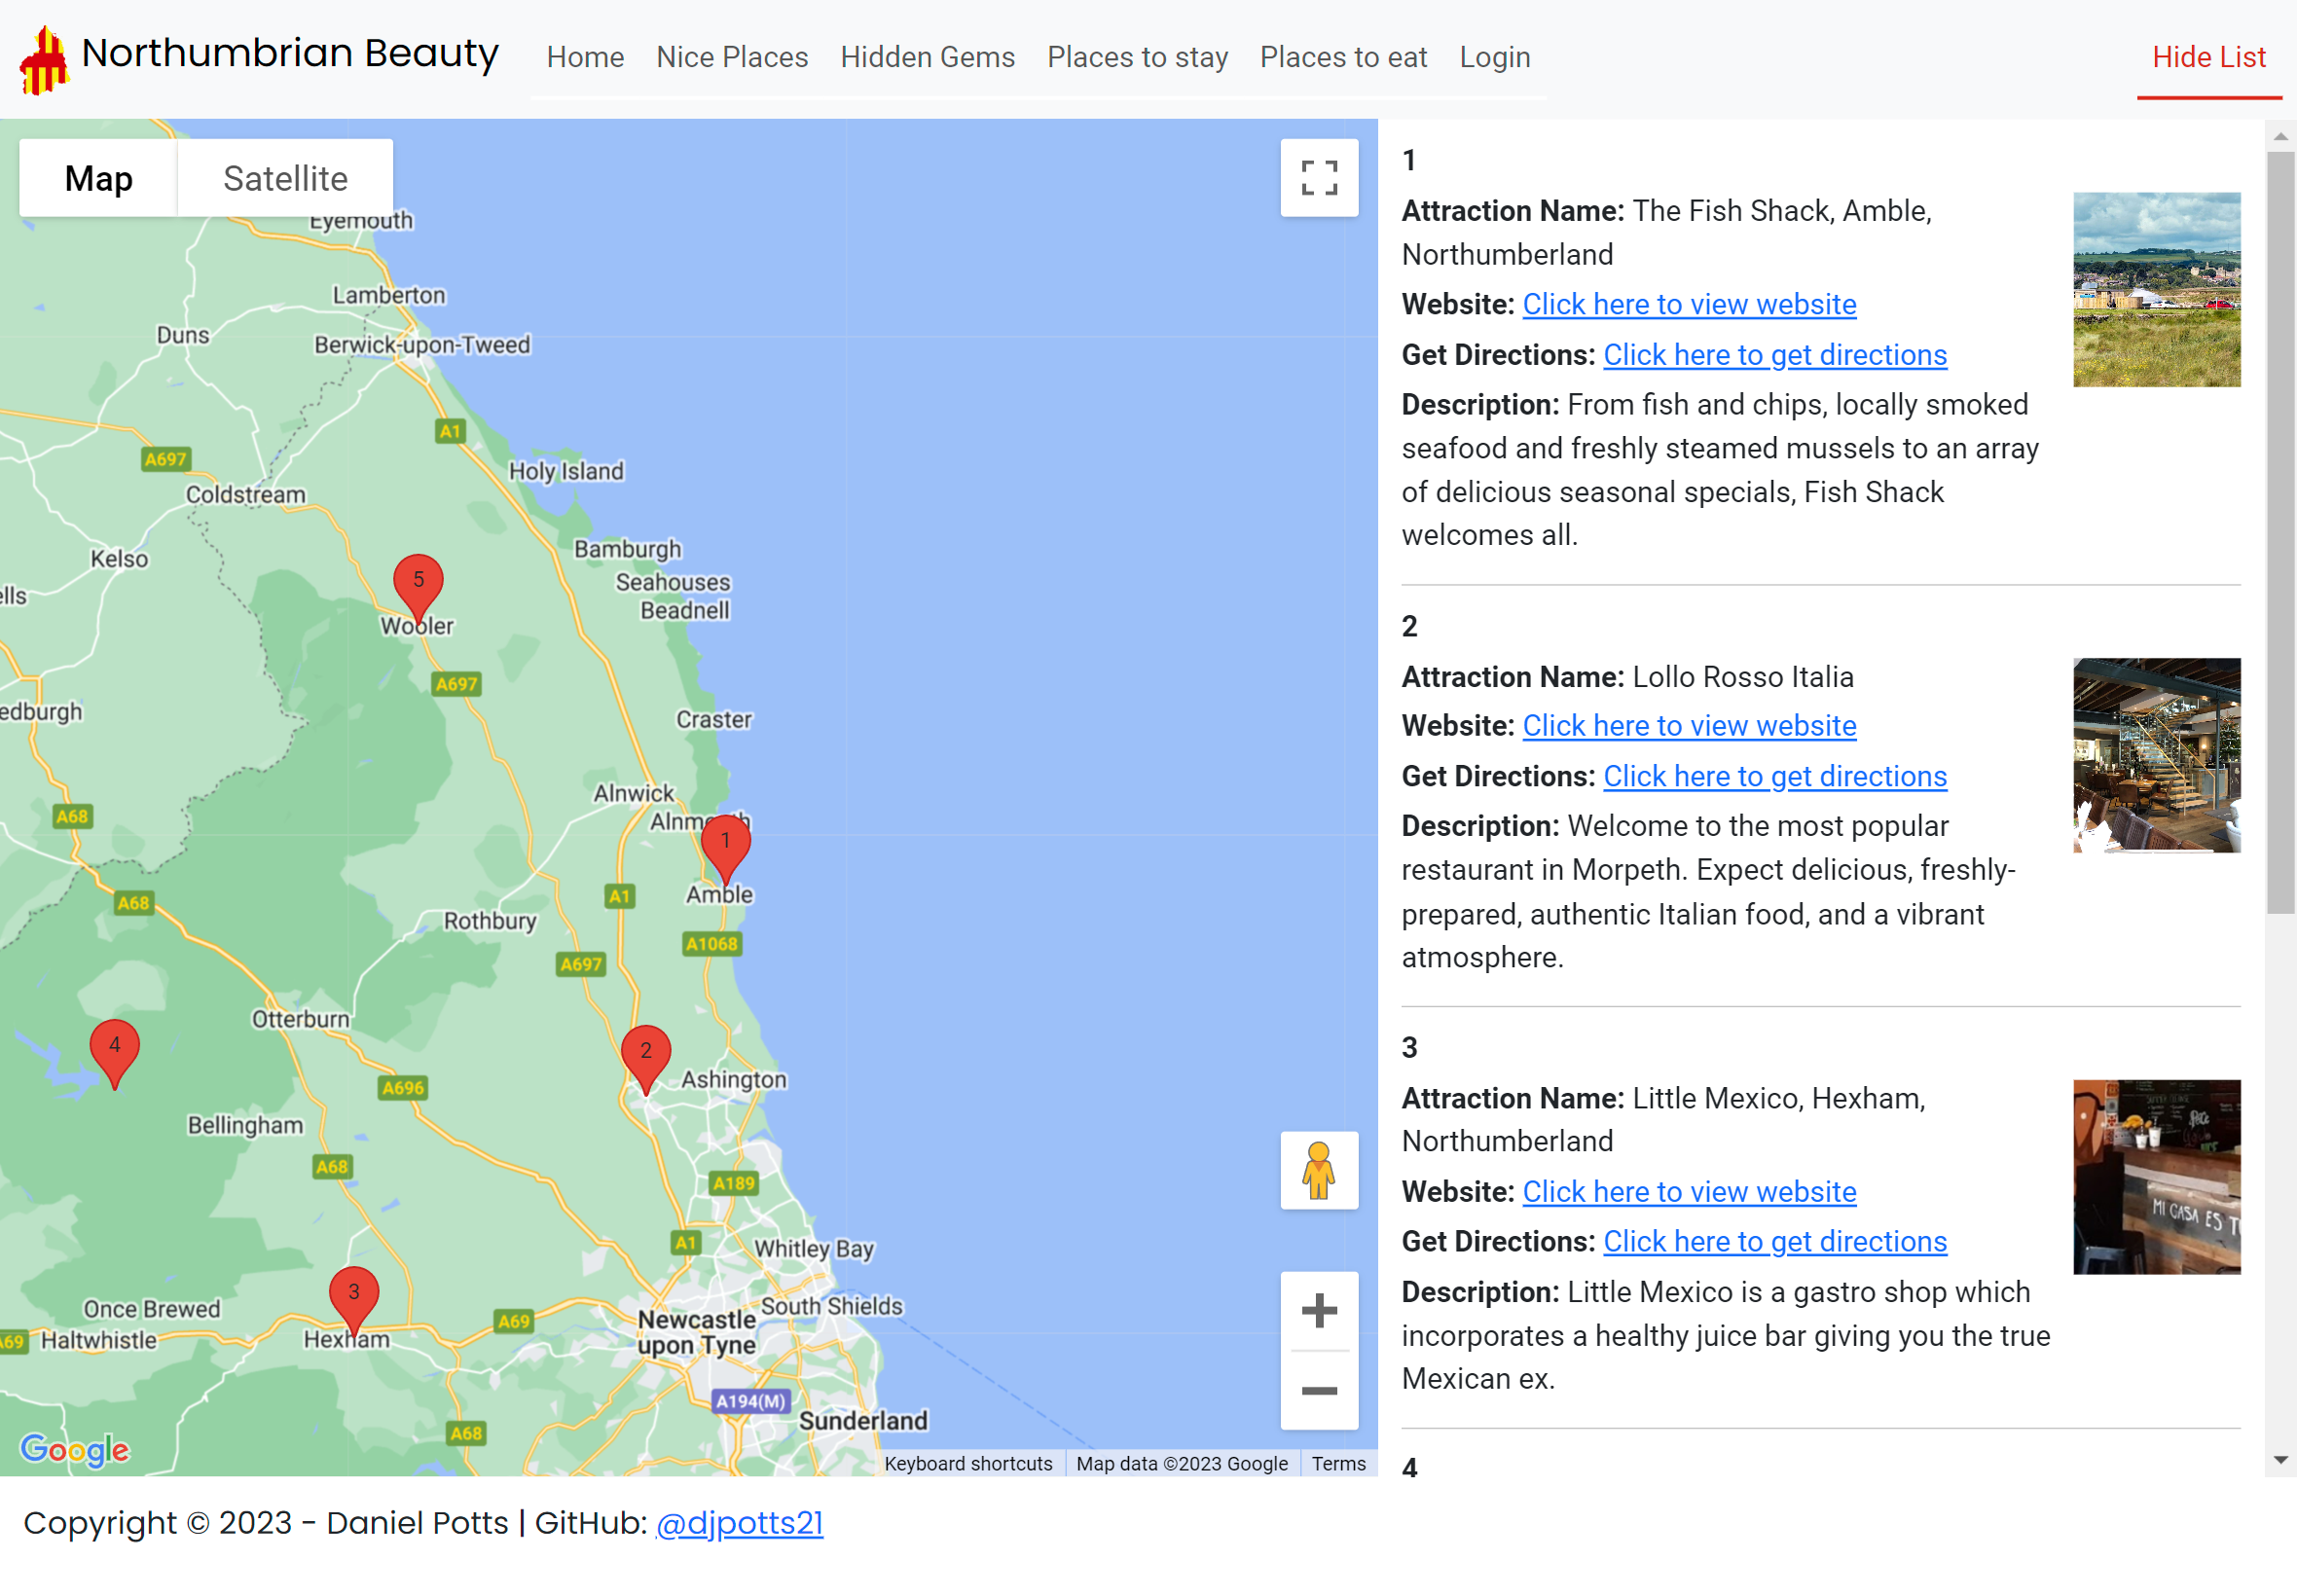 Northumbrian Beauty
Home Nice Places Hidden Gems Places to stay Places to eat Login
Hide List
Map Satellite
Eyemouth
Lamberton
Duns
Berwick-upon-Tweed
A1
A697
Holy Island
Coldstream
Bamburgh
Kelso
5
Seahouses
ells
Beadnell
Wooler
A697
edburgh
Craster
Alnwick
A68
Alnmo th
1
A68
A1
Amble
Rothbury
A1068
A697
Otterburn
4
2
Ashington
A696
Bellingham
A68
A189
A1
Whitley Bay
3
Once Brewed
South Shields
A69
Newcastle
upon Tyne
A69 Haltwhistle
Hexham
A194(M)
Sunderland
A68
Google
Keyboard shortcuts Map data ©2023 Google Terms
1
Attraction Name: The Fish Shack, Amble,
Northumberland
Website: Click here to view website
Get Directions: Click here to get directions
Description: From fish and chips, locally smoked
seafood and freshly steamed mussels to an array
of delicious seasonal specials, Fish Shack
welcomes all.
2
Attraction Name: Lollo Rosso Italia
Website: Click here to view website
Get Directions: Click here to get directions
Description: Welcome to the most popular
restaurant in Morpeth. Expect delicious, freshly-
prepared, authentic Italian food, and a vibrant
atmosphere.
3
Attraction Name: Little Mexico, Hexham,
Northumberland
Website: Click here to view website
Get Directions: Click here to get directions
Description: Little Mexico is a gastro shop which
incorporates a healthy juice bar giving you the true
Mexican ex.
MI CASA ES T
4
Copyright © 2023 - Daniel Potts | GitHub: @djpotts21